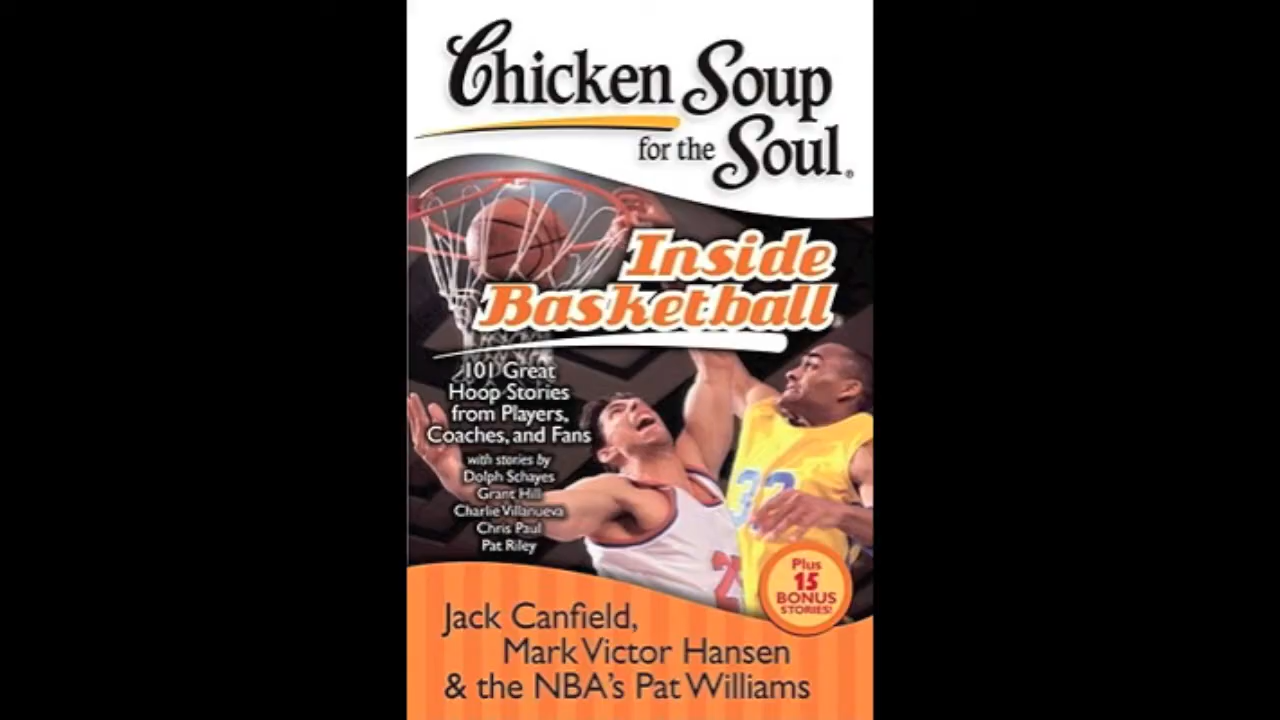 Chicken Soup
for the Soul®
Inside
Basketball
101 Great
Hoop Stories
from Players,
Coaches, and Fans
with stories by
Dolph Schayes
Grant Hill
Charlie Villanueva
Chris Paul
Pat Riley
33
2
Plus
15
BONUS
STORIES!
Jack Canfield,
Mark Victor Hansen
& the NBA's Pat Williams